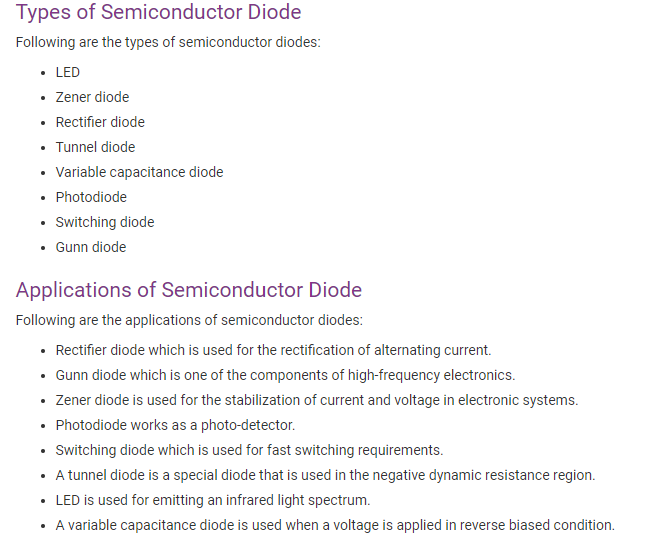 Types of Semiconductor Diode
Following are the types of semiconductor diodes:
• LED
• Zener diode
• Rectifier diode
• Tunnel diode
• Variable capacitance diode
• Photodiode
• Switching diode
• Gunn diode
Applications of Semiconductor Diode
Following are the applications of semiconductor diodes:
• Rectifier diode which is used for the rectification of alternating current.
• Gunn diode which is one of the components of high-frequency electronics.
• Zener diode is used for the stabilization of current and voltage in electronic systems.
• Photodiode works as a photo-detector.
• Switching diode which is used for fast switching requirements.
• A tunnel diode is a special diode that is used in the negative dynamic resistance region.
• LED is used for emitting an infrared light spectrum.
• A variable capacitance diode is used when a voltage is applied in reverse biased condition.